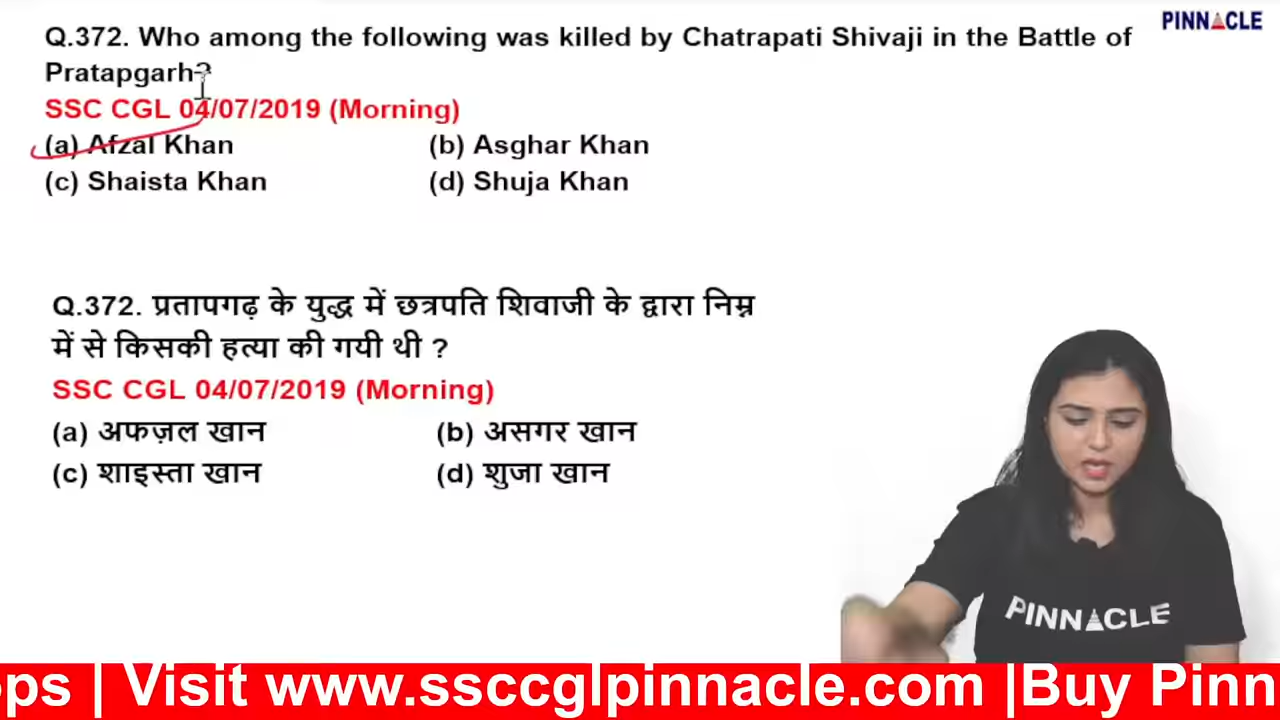 PINNACLE
Q.372. Who among the following was killed by Chatrapati Shivaji in the Battle of
Pratapgarh?
SSC CGL 04/07/2019 (Morning)
(a) Afzal Khan (b) Asghar Khan
(c) Shaista Khan (d) Shuja Khan
Q.372. प्रतापगढ़ के युद्ध में छत्रपति शिवाजी के द्वारा निम्न
में से किसकी हत्या की गयी थी ?
SSC CGL 04/07/2019 (Morning)
(a) अफज़ल खान (b) असगर खान
(c) शाइस्ता खान (d) शुजा खान
PINNACLE
ps | Visit www.ssccglpinnacle.com |Buy Pinn